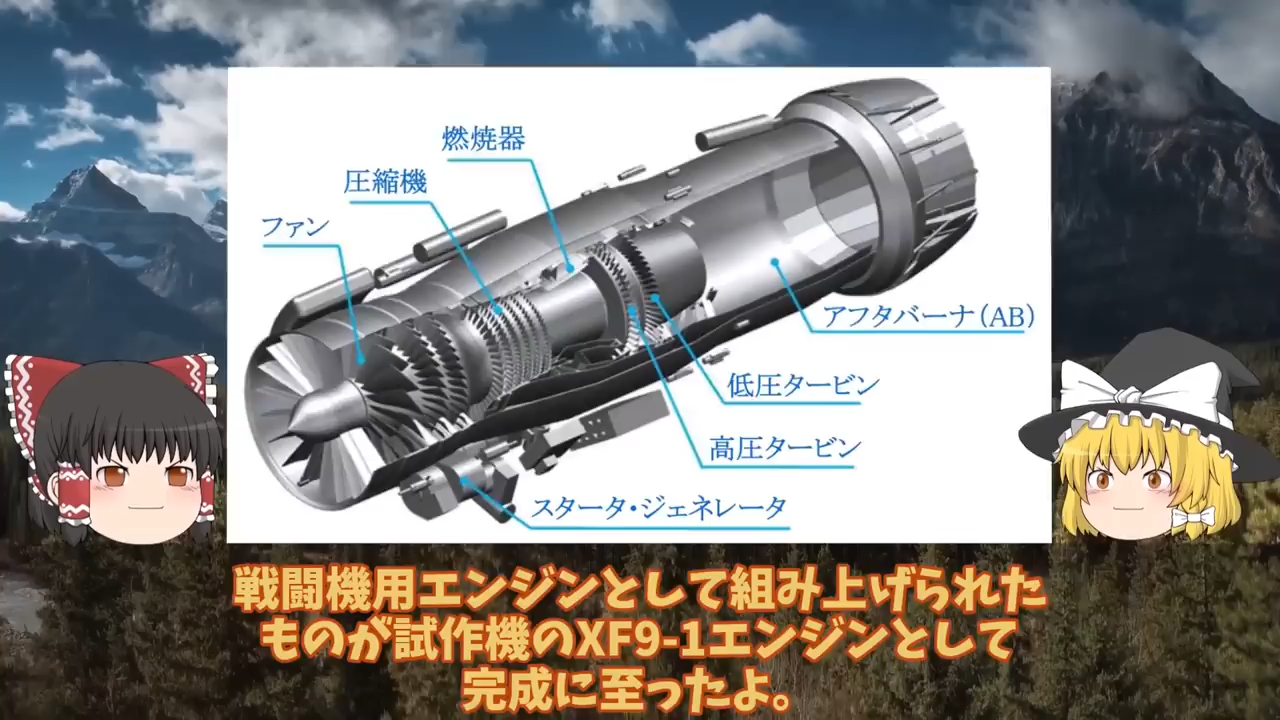 燃焼器
圧縮機
ファン
アフタバーナ(AB)
低圧タービン
高圧タービン
スタータ・ジェネレータ
戦闘機用エンジンとして組み上げられた
ものが試作機のXF9-1エンジンとして
完成に至ったよ。